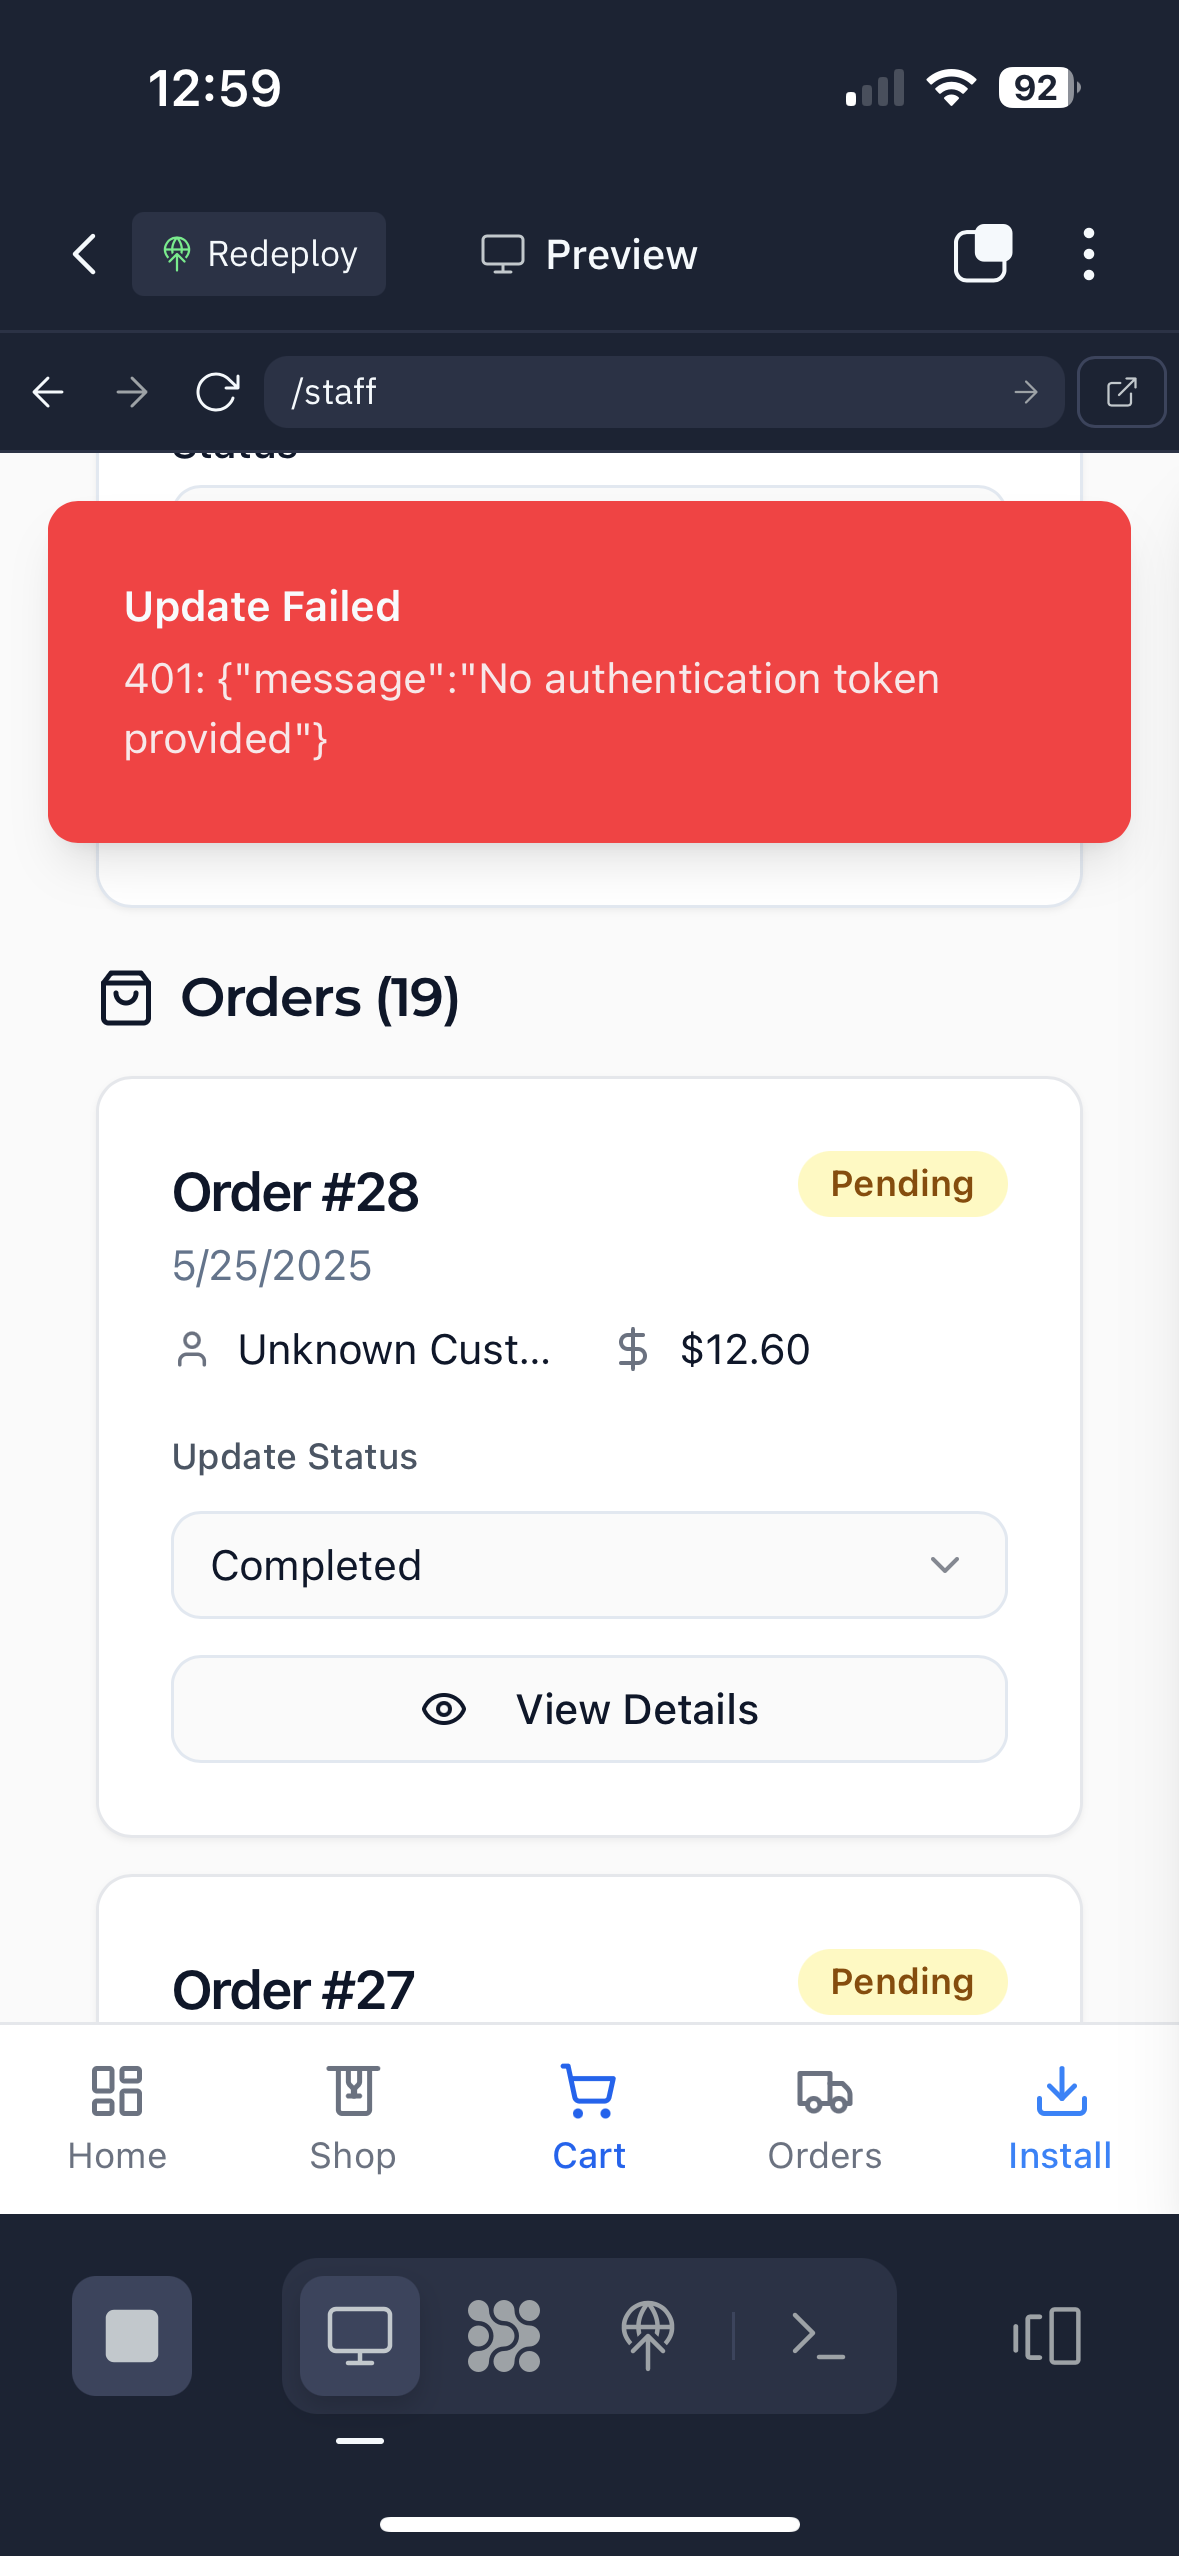 12:59
92
Redeploy
Preview
/staff
Status
Update Failed
401: {"message":"No authentication token
provided"}
Orders (19)
Order #28
Pending
5/25/2025
Unknown Cust...
$12.60
Update Status
Completed
View Details
Order #27
Pending
Home
Shop
Cart
Orders
Install